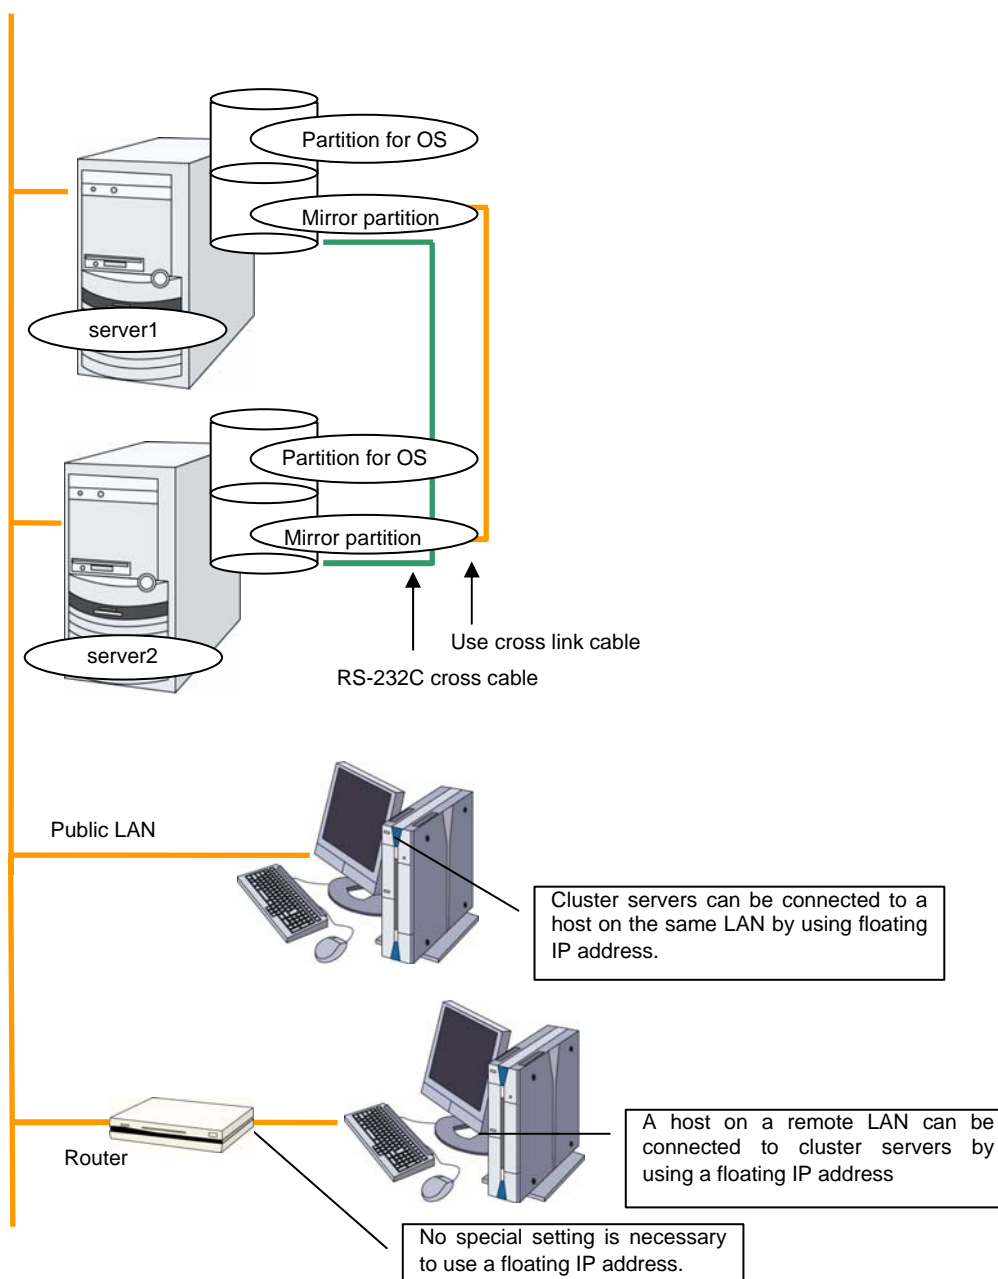 Partition for OS
Mirror partition
server1
Partition for OS
Mirror partition
server2
Use cross link cable
RS-232C cross cable
Public LAN
Cluster servers can be connected to a
host on the same LAN by using floating
IP address.
A host on a remote LAN can be
connected to cluster servers by
using a floating IP address
Router
No special setting is necessary
to use a floating IP address.